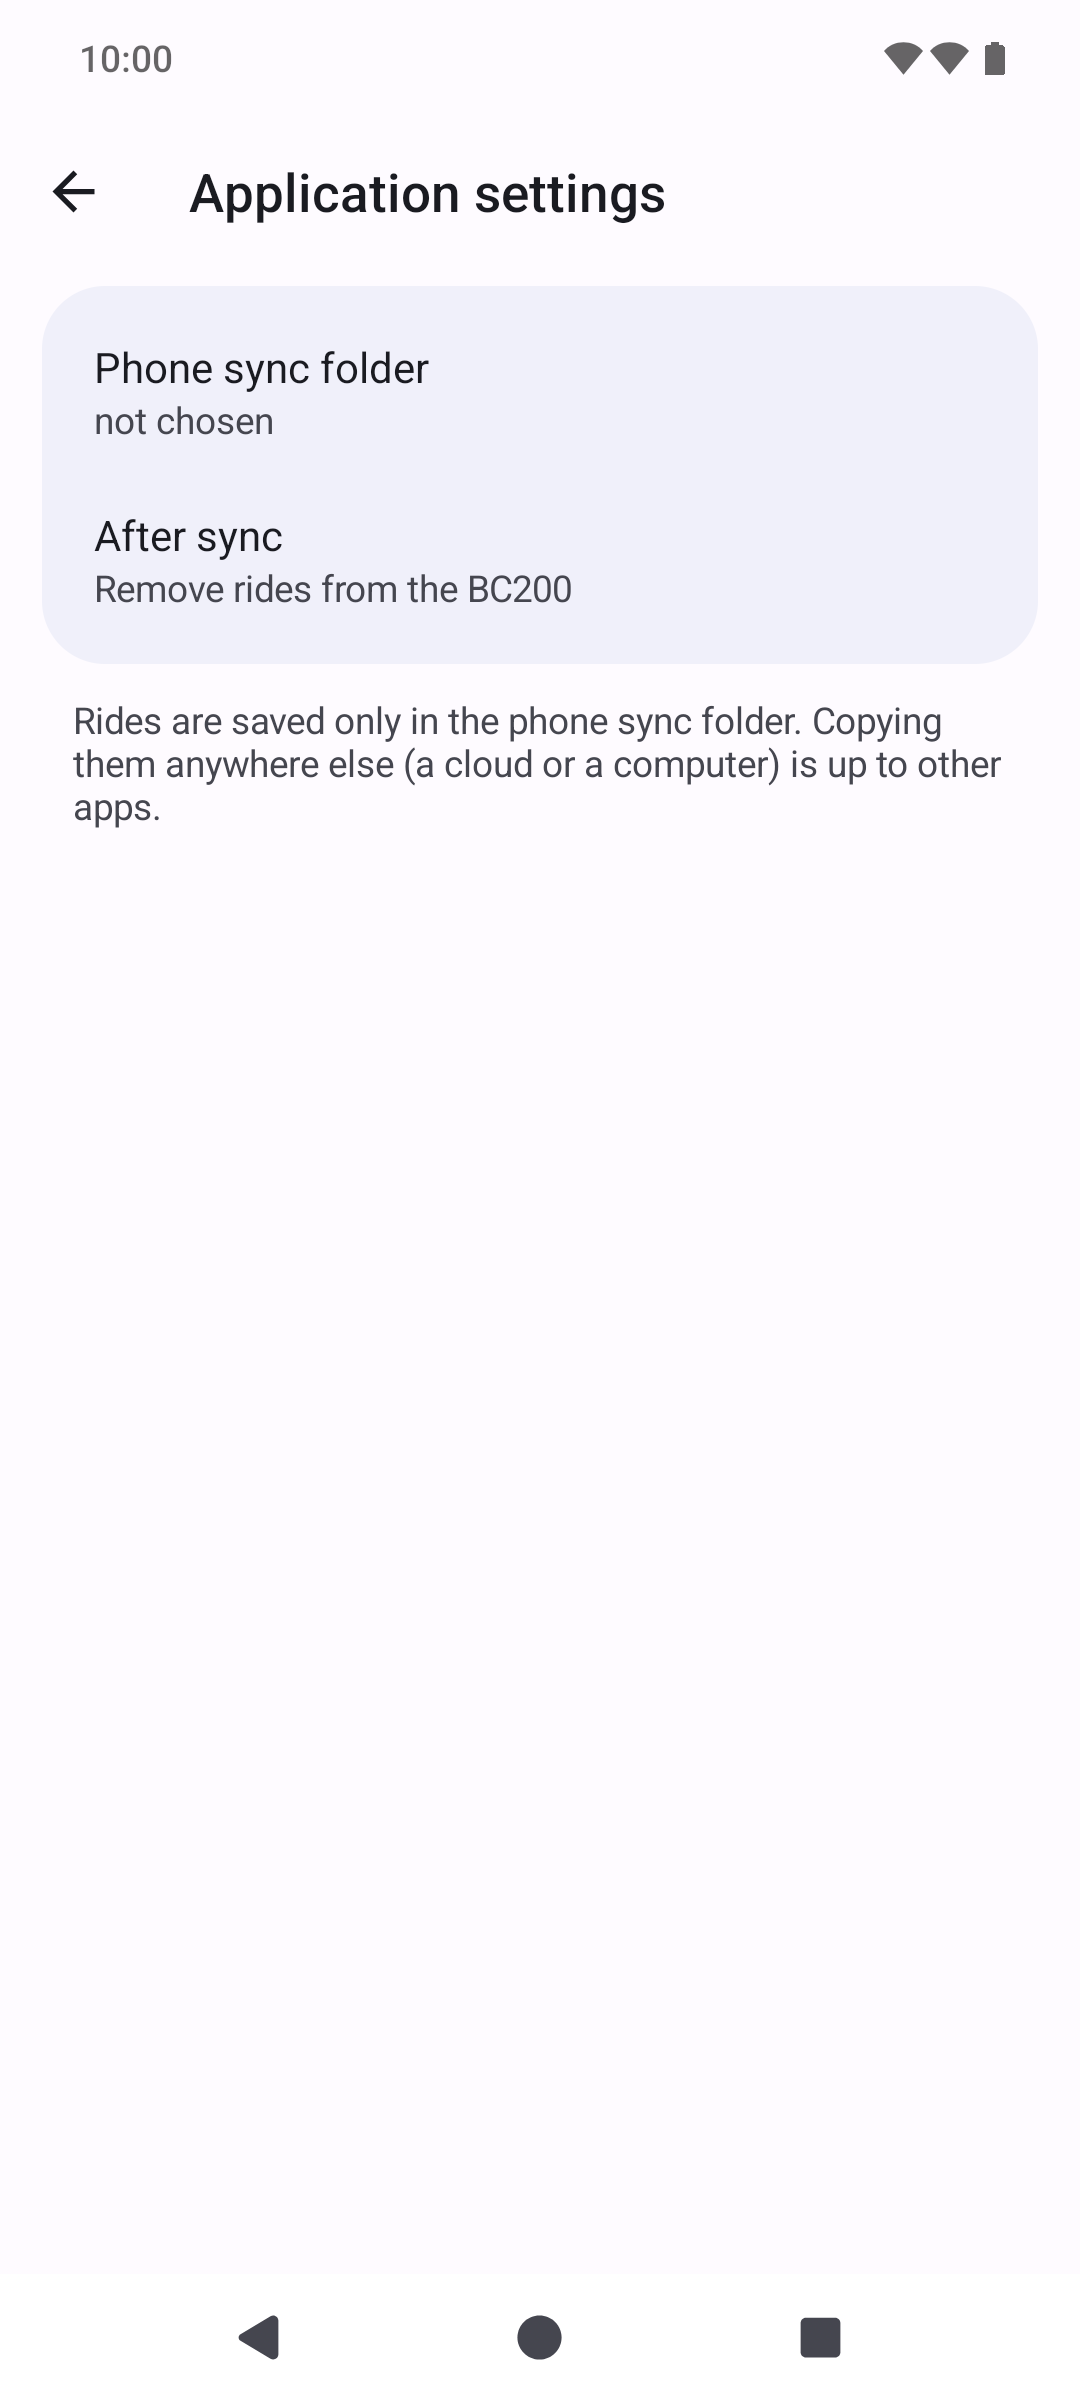 10:00
Application settings
Phone sync folder
not chosen
After sync
Remove rides from the BC200
Rides are saved only in the phone sync folder. Copying
them anywhere else (a cloud or a computer) is up to other
apps.